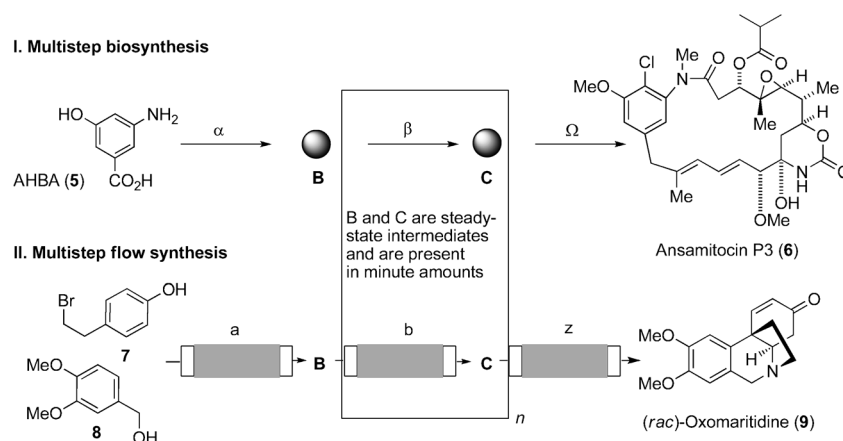 I. Multistep biosynthesis
HO
NH2
CO2H
AHBA (5)
α
B
β
C
Ω
B and C are steady-
state intermediates
and are present
in minute amounts
Cl
Me
N
O
O
O
MeO
O
H
Me
Me
H
O
N
H
O
OH
Me
OMe
Ansamitocin P3 (6)
II. Multistep flow synthesis
Br
OH
7
MeO
MeO
OH
8
a
B
b
C
z
n
O
MeO
MeO
H
N
(rac)-Oxomaritidine (9)